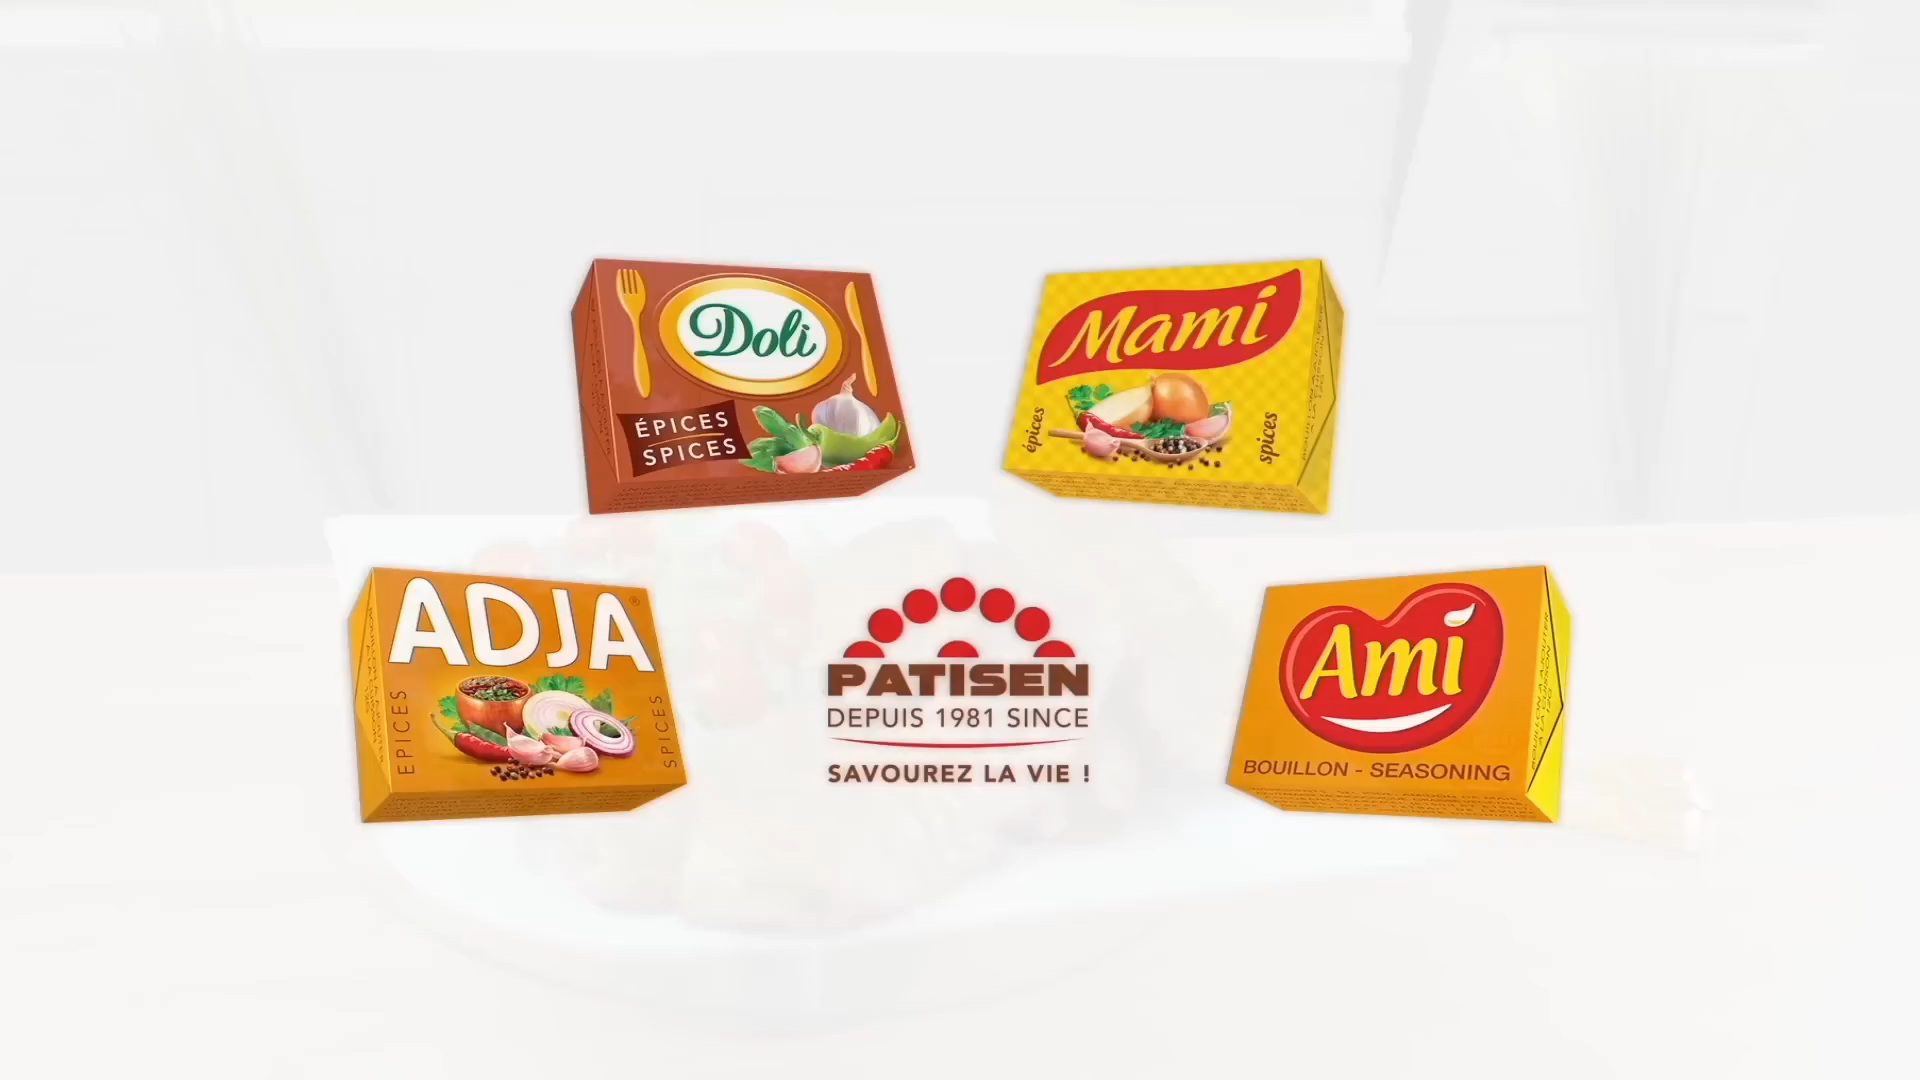 Doli
ÉPICES
SPICES
Mami
épices
spices
ADJA®
EPICES
SPICES
PATISEN
DEPUIS 1981 SINCE
SAVOUREZ LA VIE !
Ami
BOUILLON - SEASONING